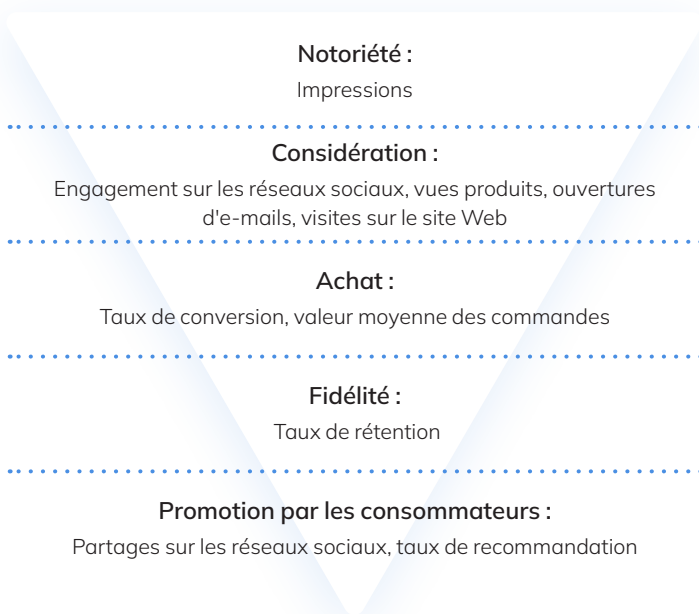 Notoriété :
Impressions
Considération :
Engagement sur les réseaux sociaux, vues produits, ouvertures
d'e-mails, visites sur le site Web
Achat :
Taux de conversion, valeur moyenne des commandes
Fidélité :
Taux de rétention
Promotion par les consommateurs :
Partages sur les réseaux sociaux, taux de recommandation